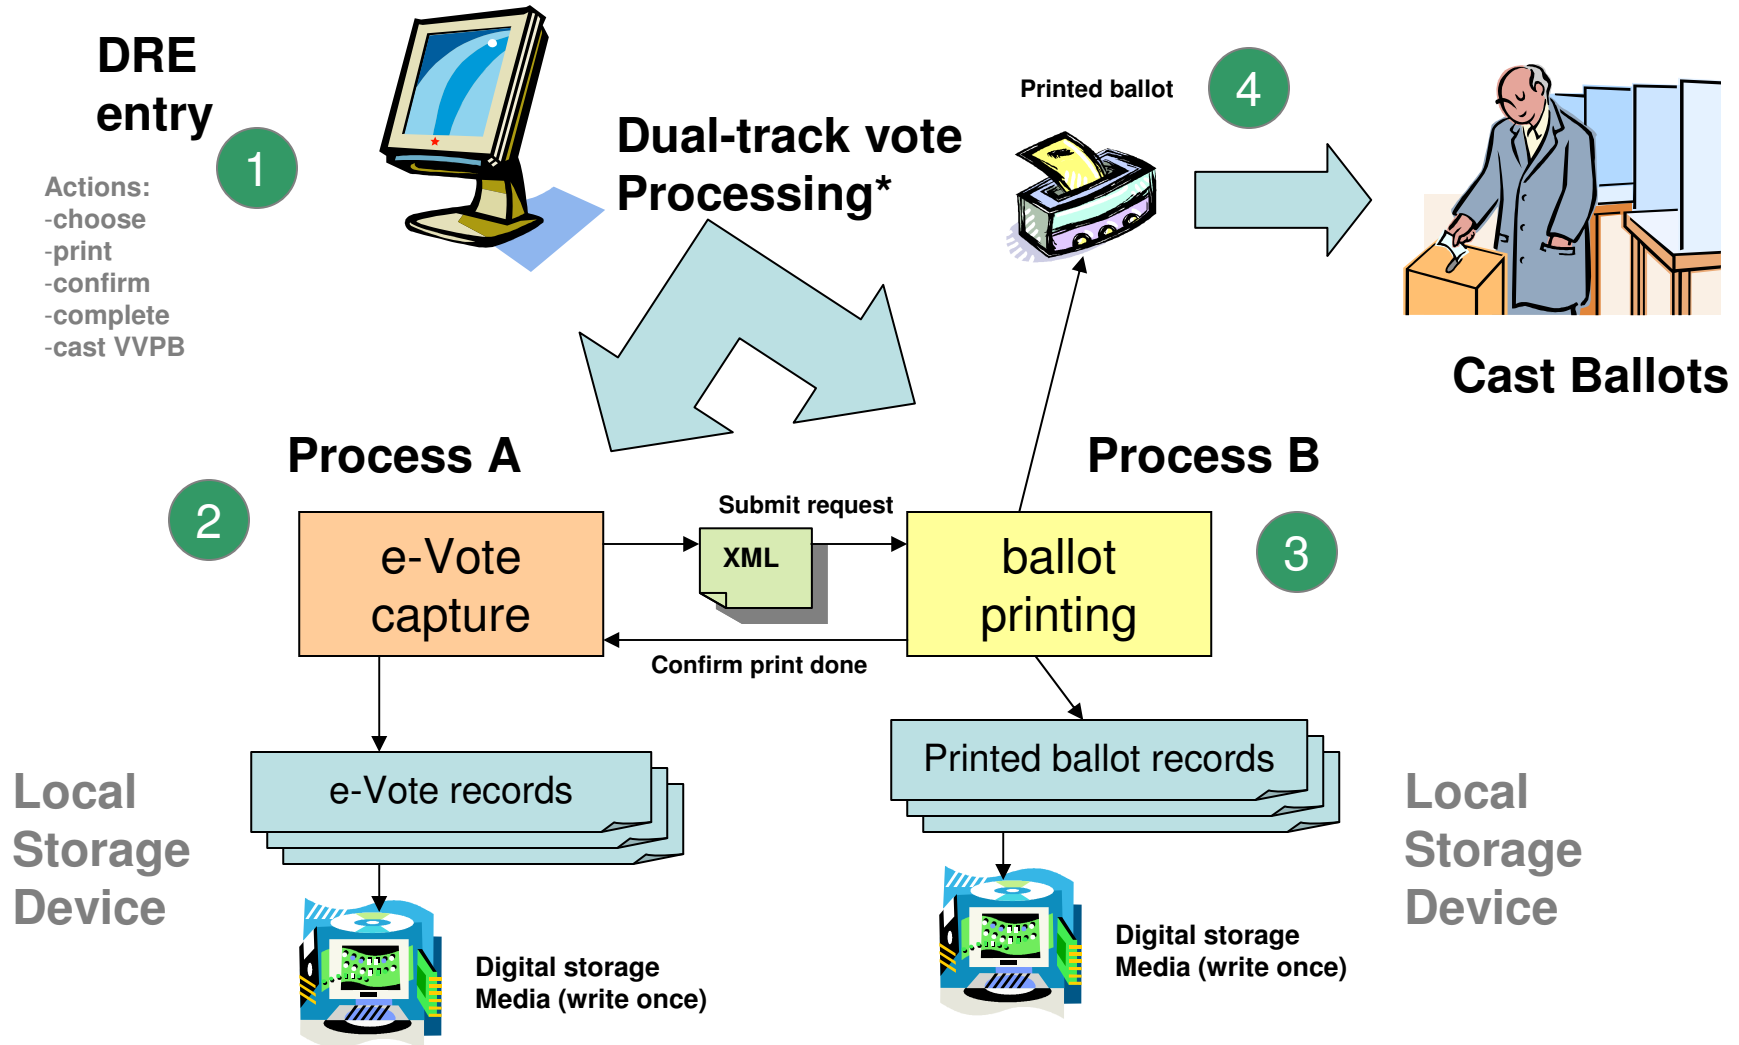 DRE
entry
1
Actions:
-choose
-print
-confirm
-complete
-cast VVPB
Dual-track vote
Processing*
Printed ballot
4
Cast Ballots
Process A
Process B
2
e-Vote
capture
Submit request
XML
Confirm print done
ballot
printing
3
e-Vote records
Printed ballot records
Local
Storage
Device
Local
Storage
Device
Digital storage
Media (write once)
Digital storage
Media (write once)